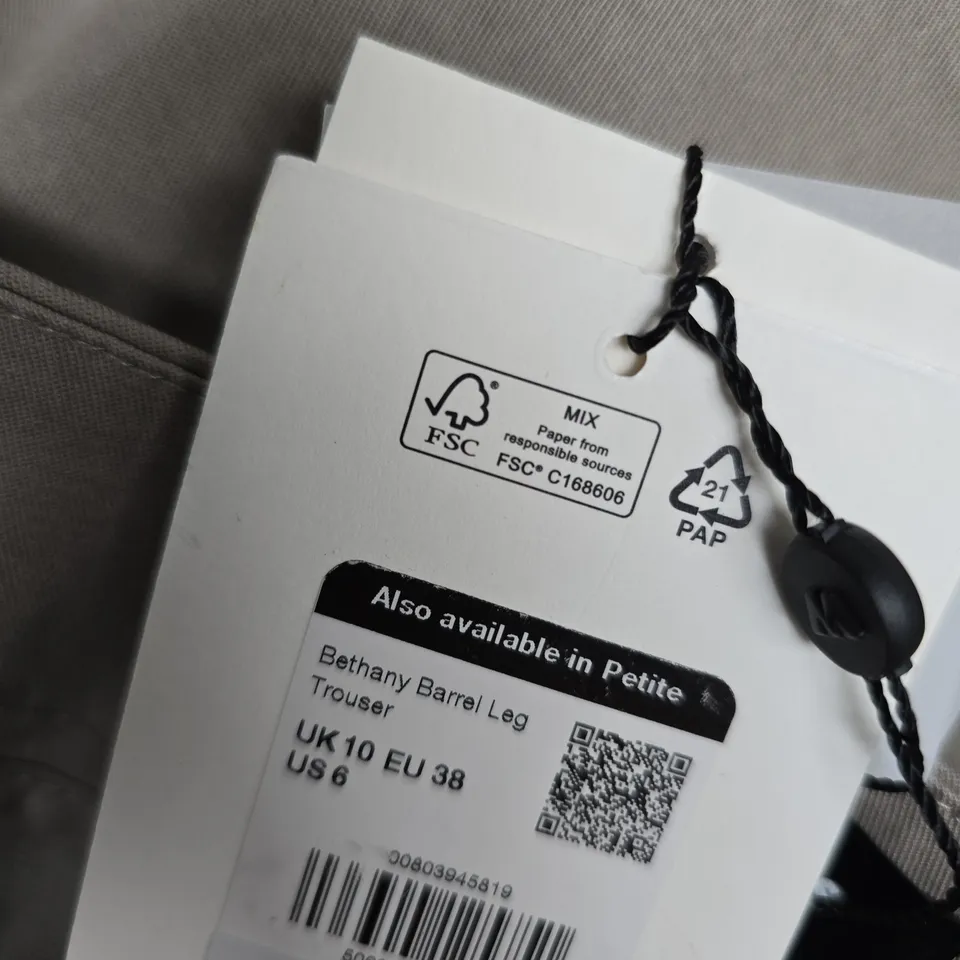 FSC®
MIX
Paper from
responsible sources
FSC® C168606
21
PAP
Also available in Petite
Bethany Barrel Leg
Trouser
UK 10 EU 38
US 6
00803945819